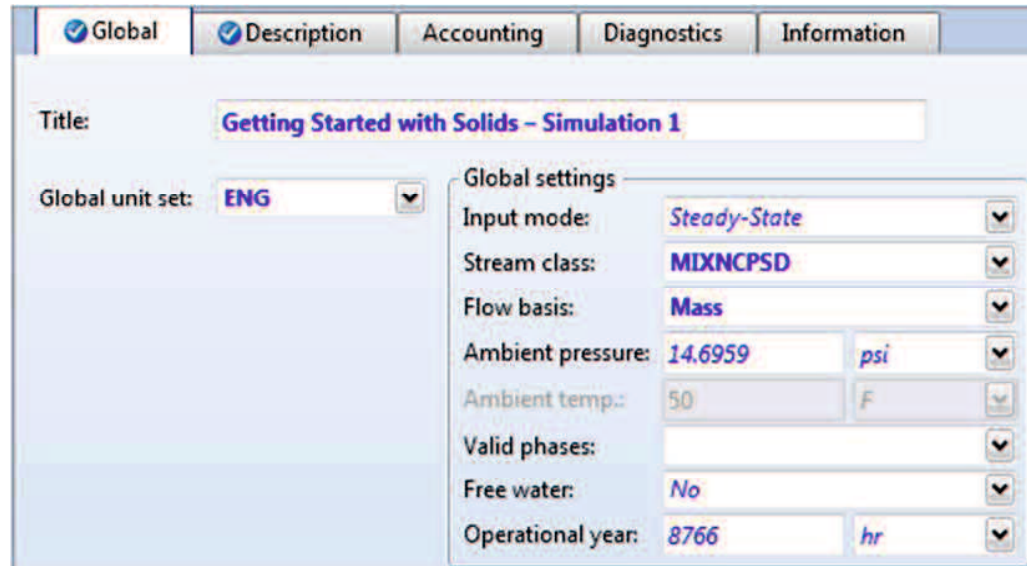 Global Description Accounting Diagnostics Information
Title: Getting Started with Solids – Simulation 1
Global unit set: ENG
Global settings
Input mode: Steady-State
Stream class: MIXNCPSD
Flow basis: Mass
Ambient pressure: 14.6959 psi
Ambient temp.: 50 F
Valid phases:
Free water: No
Operational year: 8766 hr